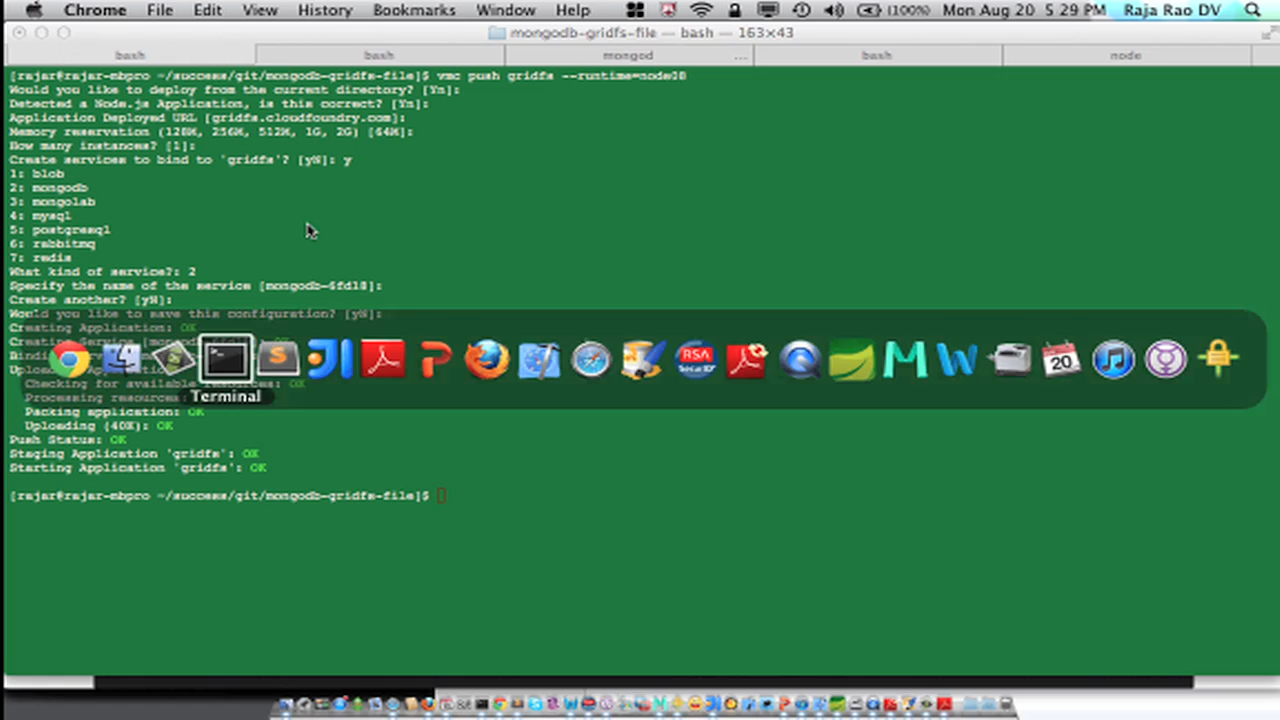 Chrome File Edit View History Bookmarks Window Help (100%) Mon Aug 20 5:29 PM Raja Rao DV
mongodb-gridfs-file — bash — 163×43
bash bash mongod ... bash node
[rajar@rajar-mbpro ~/success/git/mongodb-gridfs-file]$ vmc push gridfs --runtime=node08
Would you like to deploy from the current directory? [Yn]:
Detected a Node.js Application, is this correct? [Yn]:
Application Deployed URL [gridfs.cloudfoundry.com]:
Memory reservation (128M, 256M, 512M, 1G, 2G) [64M]:
How many instances? [1]:
Create services to bind to 'gridfs'? [yN]: y
1: blob
2: mongodb
3: mongolab
4: mysql
5: postgresql
6: rabbitmq
7: redis
What kind of service?: 2
Specify the name of the service [mongodb-6fd18]:
Create another? [yN]:
Would you like to save this configuration? [yN]:
Creating Application: OK
Checking for available resources: OK
Processing resources:
Terminal
Packing application: OK
Uploading (40K): OK
Push Status: OK
Staging Application 'gridfs': OK
Starting Application 'gridfs': OK
[rajar@rajar-mbpro ~/success/git/mongodb-gridfs-file]$